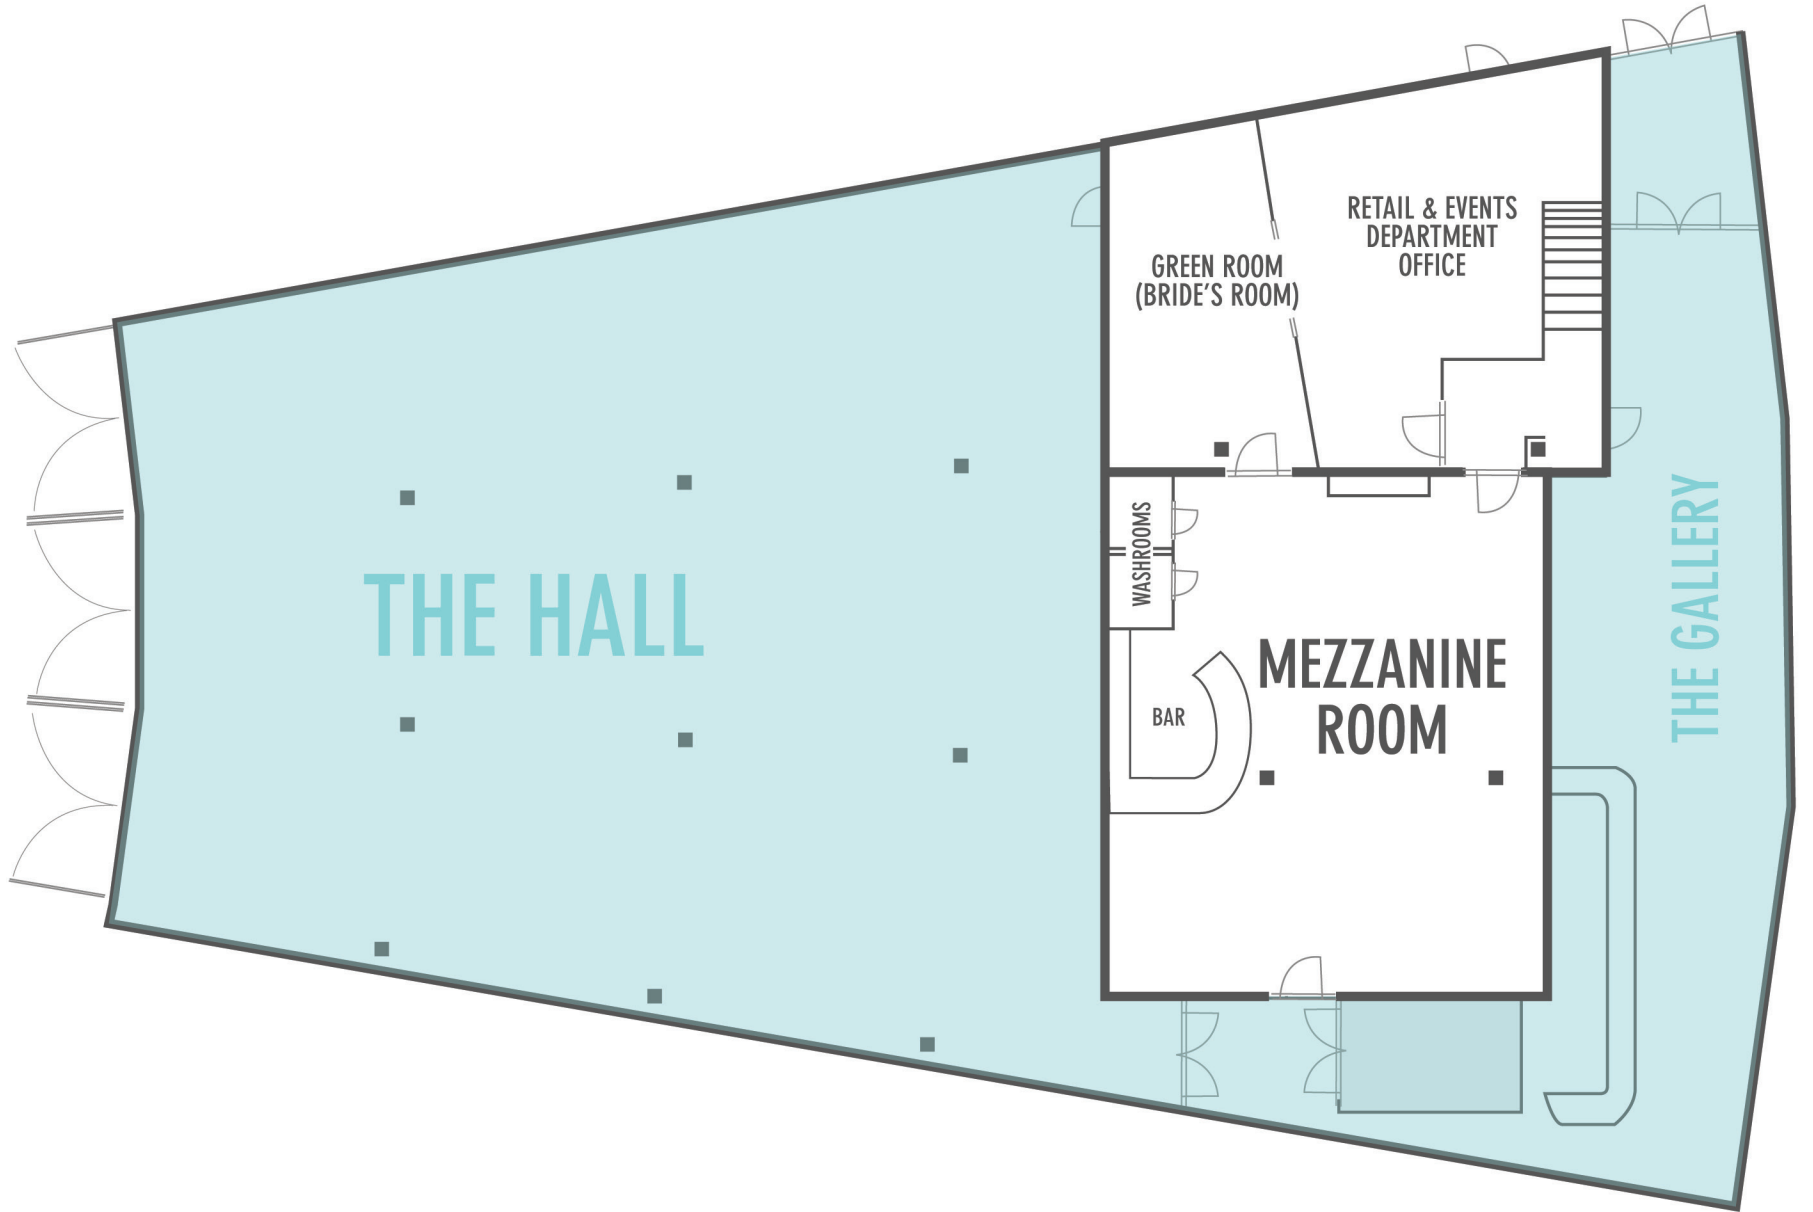 RETAIL & EVENTS
DEPARTMENT
OFFICE
GREEN ROOM
(BRIDE'S ROOM)
WASHROOMS
THE HALL
MEZZANINE
ROOM
BAR
THE GALLERY